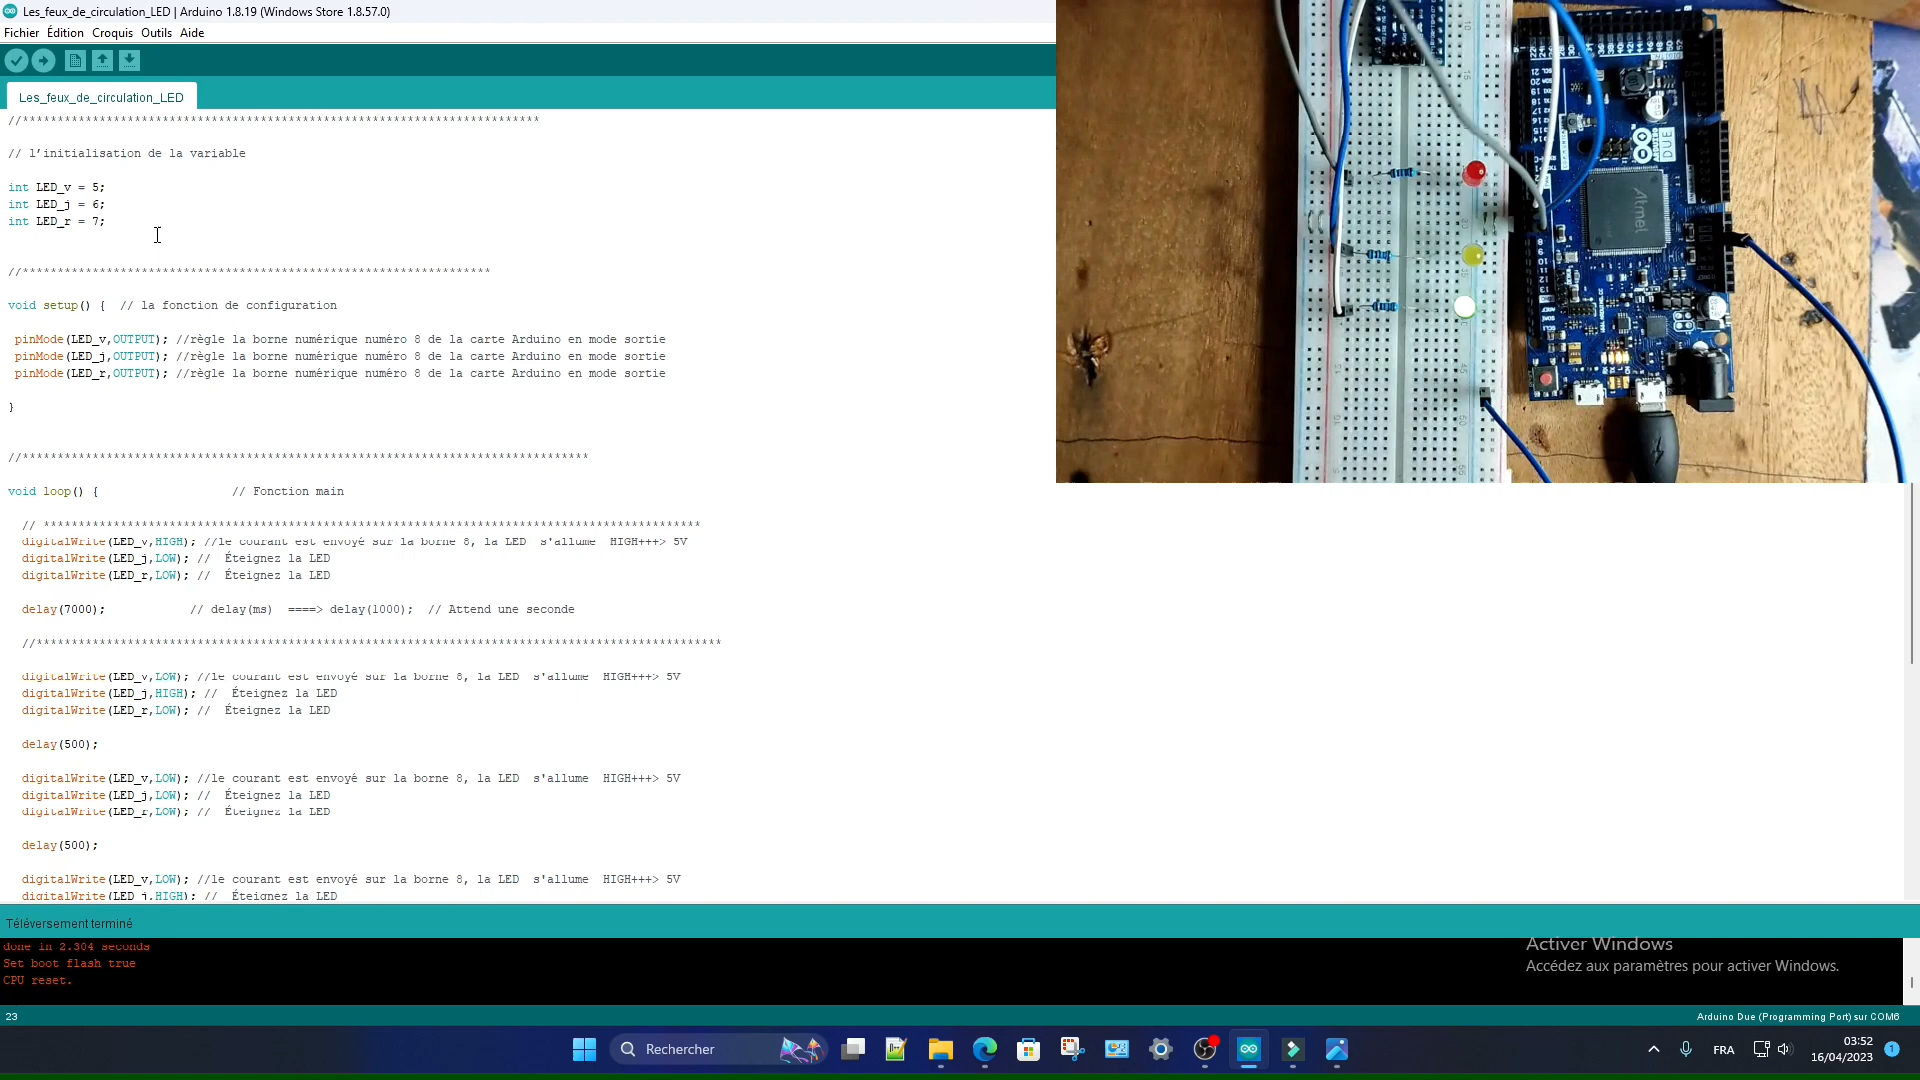 Les_feux_de_circulation_LED | Arduino 1.8.19 (Windows Store 1.8.57.0)
Fichier Édition Croquis Outils Aide
Les_feux_de_circulation_LED
//**************************************************************************
// l’initialisation de la variable
int LED_v = 5;
int LED_j = 6;
int LED_r = 7;
//*******************************************************************
void setup() { // la fonction de configuration
pinMode(LED_v,OUTPUT); //règle la borne numérique numéro 8 de la carte Arduino en mode sortie
pinMode(LED_j,OUTPUT); //règle la borne numérique numéro 8 de la carte Arduino en mode sortie
pinMode(LED_r,OUTPUT); //règle la borne numérique numéro 8 de la carte Arduino en mode sortie
}
//*********************************************************************************
void loop() { // Fonction main
// **********************************************************************************************
digitalWrite(LED_v,HIGH); //le courant est envoyé sur la borne 8, la LED s'allume HIGH+++> 5V
digitalWrite(LED_j,LOW); // Éteignez la LED
digitalWrite(LED_r,LOW); // Éteignez la LED
delay(7000); // delay(ms) ====> delay(1000); // Attend une seconde
//**************************************************************************************************
digitalWrite(LED_v,LOW); //le courant est envoyé sur la borne 8, la LED s'allume HIGH+++> 5V
digitalWrite(LED_j,HIGH); // Éteignez la LED
digitalWrite(LED_r,LOW); // Éteignez la LED
delay(500);
digitalWrite(LED_v,LOW); //le courant est envoyé sur la borne 8, la LED s'allume HIGH+++> 5V
digitalWrite(LED_j,LOW); // Éteignez la LED
digitalWrite(LED_r,LOW); // Éteignez la LED
delay(500);
digitalWrite(LED_v,LOW); //le courant est envoyé sur la borne 8, la LED s'allume HIGH+++> 5V
digitalWrite(LED_j,HIGH); // Éteignez la LED
Téléversement terminé
done in 2.304 seconds
Set boot flash true
CPU reset.
Activer Windows
Accédez aux paramètres pour activer Windows.
23
Arduino Due (Programming Port) sur COM6
Rechercher
FRA
03:52
16/04/2023
1
Atmel
ARDUINO
DUE